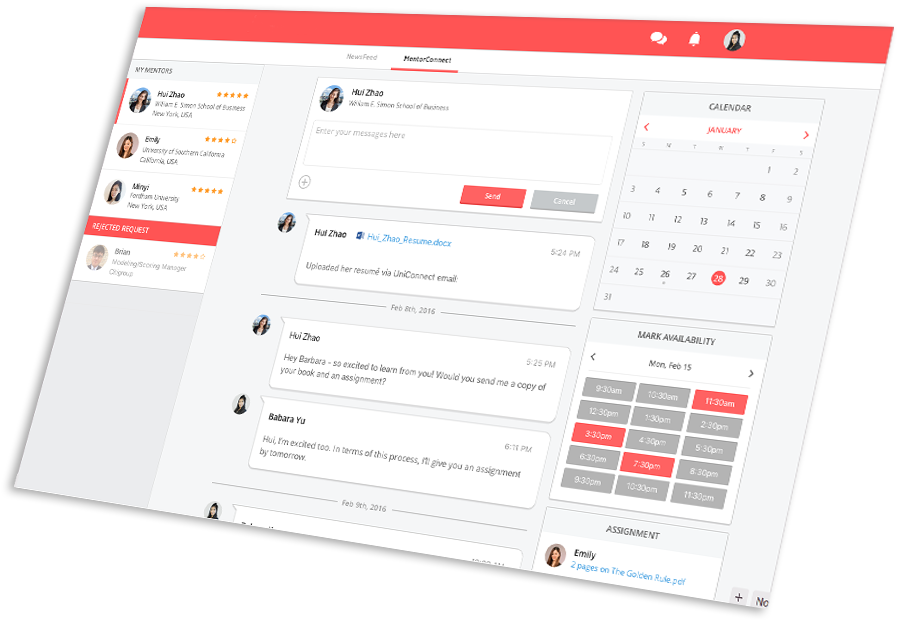 NewsFeed MentorConnect
MY MENTORS
Hui Zhao
William E. Simon School of Business
New York, USA
Emily
University of Southern California
California, USA
Minyi
Fordham University
New York, USA
REJECTED REQUEST
Brian
Modeling/Scoring Manager
Citigroup
Hui Zhao
William E. Simon School of Business
Enter your messages here
Send Cancel
Hui Zhao Hui_Zhao_Resume.docx
5:24 PM
Uploaded her resumé via UniConnect email:
Feb 8th, 2016
Hui Zhao
5:25 PM
Hey Barbara - so excited to learn from you! Would you send me a copy of
your book and an assignment?
Babara Yu
6:11 PM
Hui, I'm excited too. In terms of this process, I'll give you an assignment
by tomorrow.
Feb 9th, 2016
CALENDAR
JANUARY
S M T W T F S
1 2
3 4 5 6 7 8 9
10 11 12 13 14 15 16
17 18 19 20 21 22 23
24 25 26 27 28 29 30
31
MARK AVAILABILITY
Mon, Feb 15
9:30am 10:30am 11:30am
12:30pm 1:30pm 2:30pm
3:30pm 4:30pm 5:30pm
6:30pm 7:30pm 8:30pm
9:30pm 10:30pm 11:30pm
ASSIGNMENT
Emily
2 pages on The Golden Rule.pdf
+ No